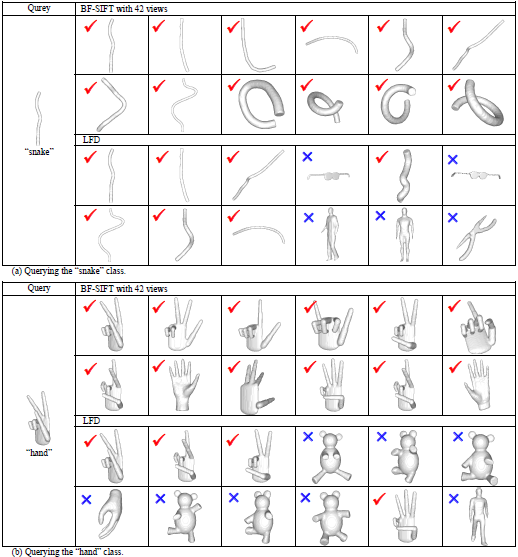 Qurey
BF-SIFT with 42 views
"snake"
LFD
(a) Querying the "snake" class.
Query
BF-SIFT with 42 views
"hand"
LFD
(b) Querying the "hand" class.